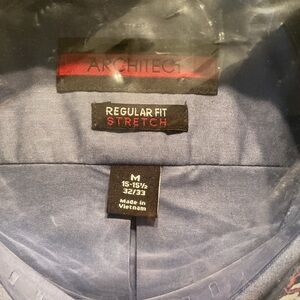 ARCHITECT
REGULAR FIT
STRETCH
M
15-15½
32/33
Made in
Vietnam